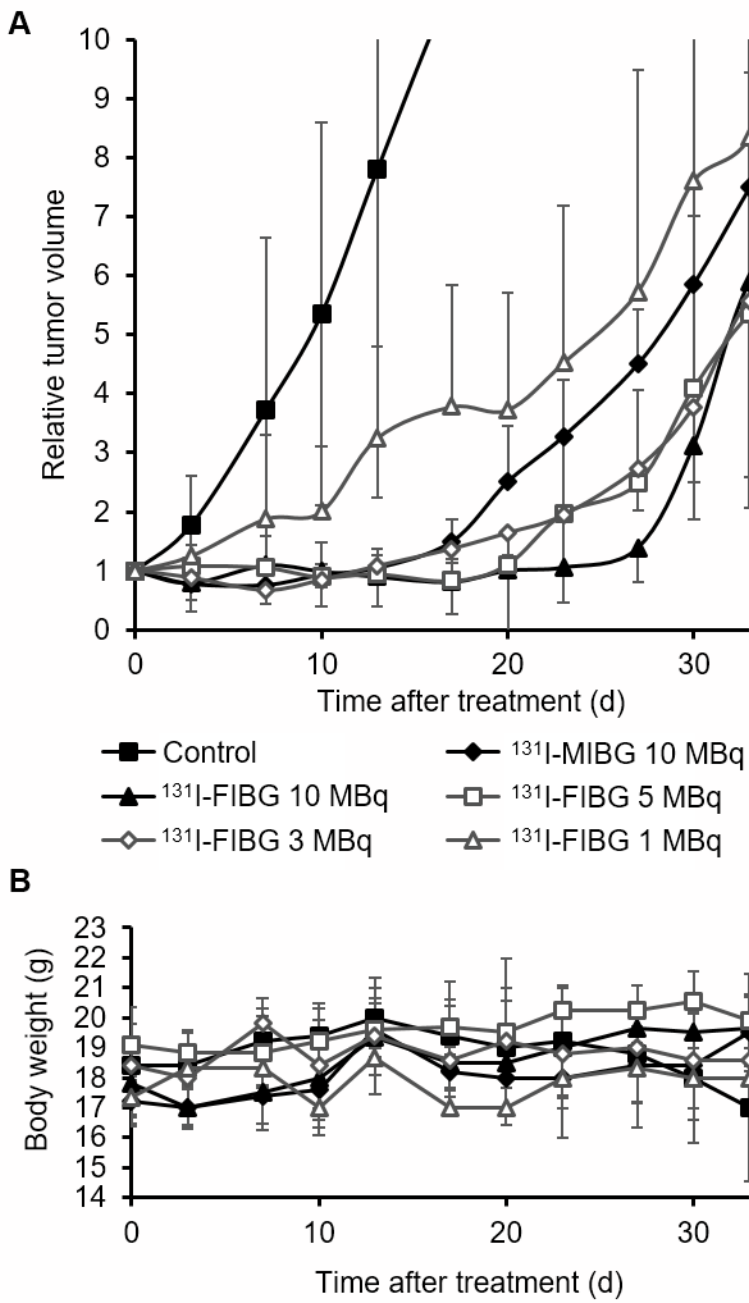 A
10
9
8
7
6
5
4
3
2
1
0
Relative tumor volume
0 10 20 30
Time after treatment (d)
Control
¹³¹I-MIBG 10 MBq
¹³¹I-FIBG 10 MBq
¹³¹I-FIBG 5 MBq
¹³¹I-FIBG 3 MBq
¹³¹I-FIBG 1 MBq
B
23
22
21
20
19
18
17
16
15
14
Body weight (g)
0 10 20 30
Time after treatment (d)